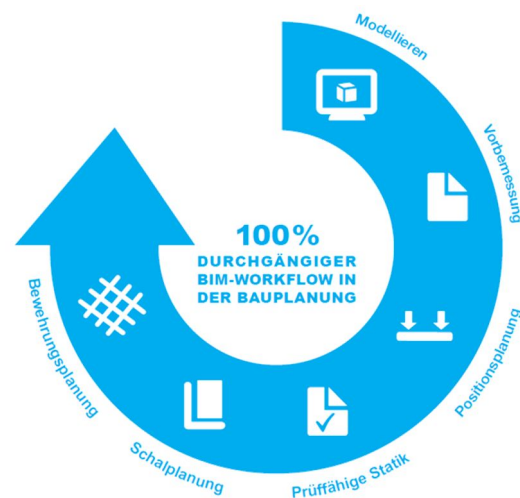 Modellieren
Vorbemessung
Positionsplanung
Prüffähige Statik
Schalplanung
Bewehrungsplanung
100%
DURCHGÄNGIGER
BIM-WORKFLOW IN
DER BAUPLANUNG